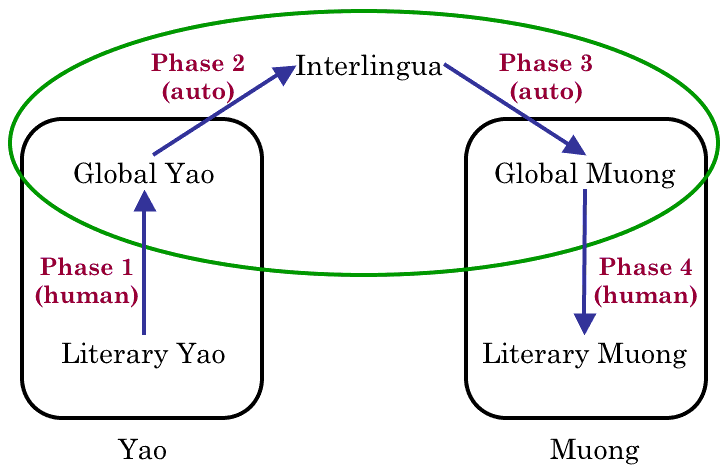 Phase 2
(auto)
Interlingua
Phase 3
(auto)
Global Yao
Global Muong
Phase 1
(human)
Phase 4
(human)
Literary Yao
Literary Muong
Yao
Muong